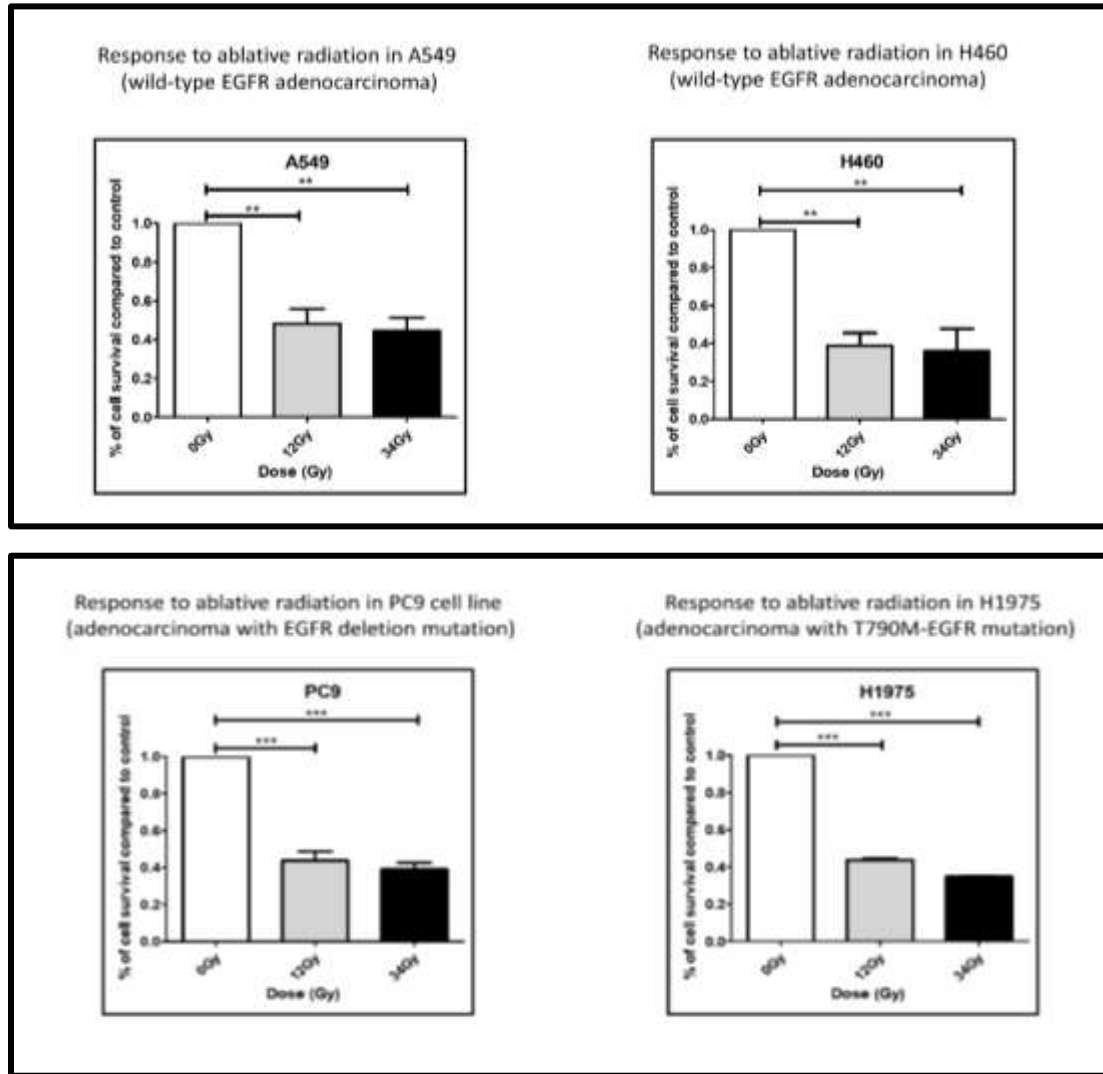 Response to ablative radiation in A549
(wild-type EGFR adenocarcinoma)
A549
**
**
% of cell survival compared to control
1.0
0.8
0.6
0.4
0.2
0.0
0Gy
12Gy
34Gy
Dose (Gy)
Response to ablative radiation in H460
(wild-type EGFR adenocarcinoma)
H460
**
**
% of cell survival compared to control
1.0
0.8
0.6
0.4
0.2
0.0
0Gy
12Gy
34Gy
Dose (Gy)
Response to ablative radiation in PC9 cell line
(adenocarcinoma with EGFR deletion mutation)
PC9
***
***
% of cell survival compared to control
1.0
0.8
0.6
0.4
0.2
0.0
0Gy
12Gy
34Gy
Dose (Gy)
Response to ablative radiation in H1975
(adenocarcinoma with T790M-EGFR mutation)
H1975
***
***
% of cell survival compared to control
1.0
0.8
0.6
0.4
0.2
0.0
0Gy
12Gy
34Gy
Dose (Gy)